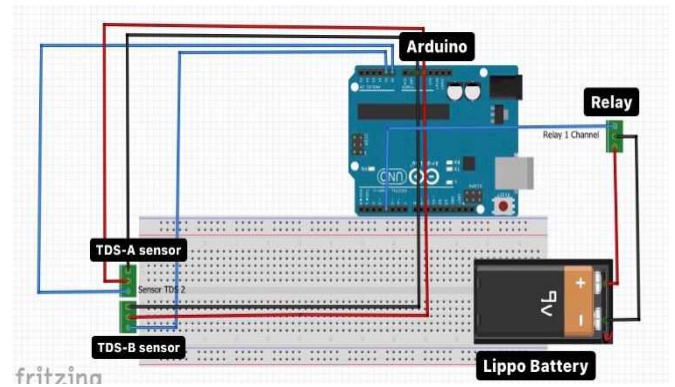 Arduino
Relay
Relay 1 Channel
UNO
TDS-A sensor
Sensor TDS 2
TDS-B sensor
9V
+
-
Lippo Battery
fritzing